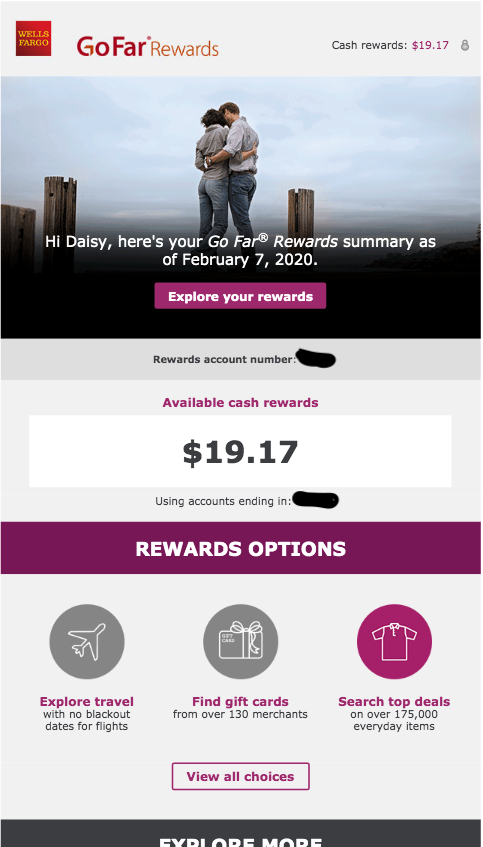 WELLS
FARGO
Go Far® Rewards
Cash rewards: $19.17
Hi Daisy, here's your Go Far® Rewards summary as
of February 7, 2020.
Explore your rewards
Rewards account number:
Available cash rewards
$19.17
Using accounts ending in:
REWARDS OPTIONS
GIFT
CARD
Explore travel
with no blackout
dates for flights
Find gift cards
from over 130 merchants
Search top deals
on over 175,000
everyday items
View all choices
EXPLORE MORE